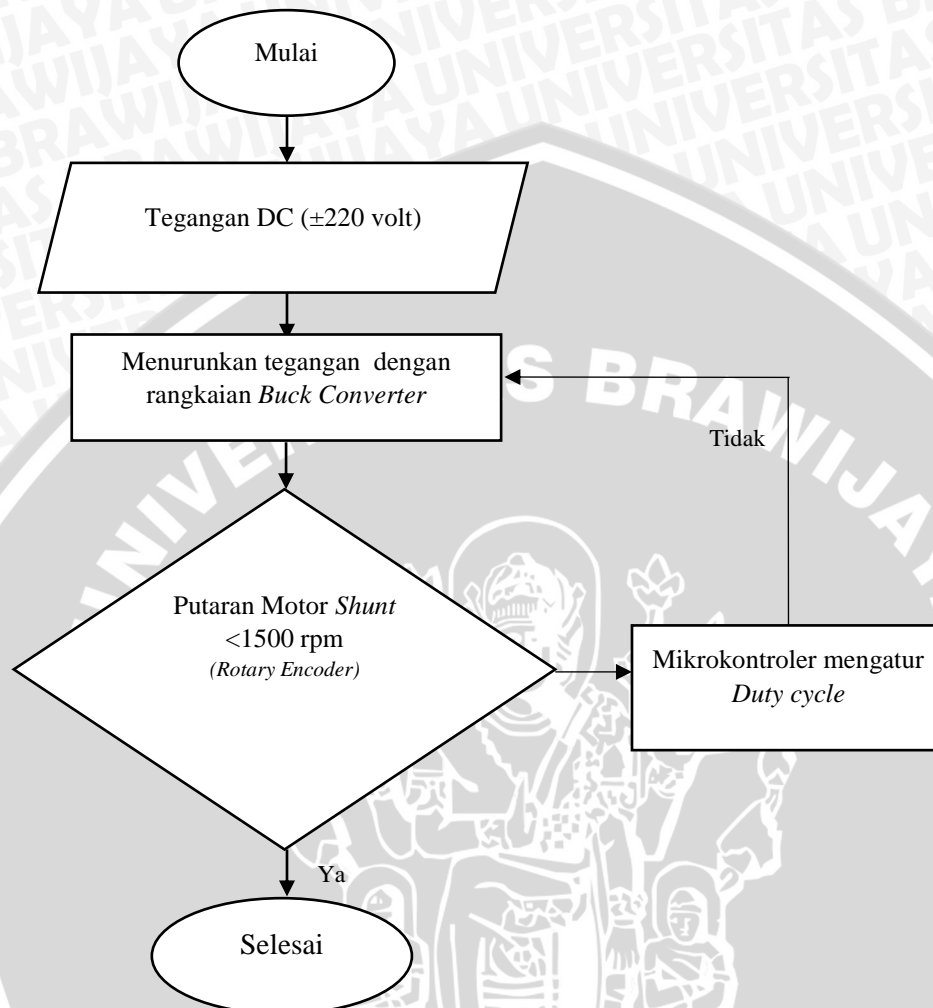 Mulai
Tegangan DC (±220 volt)
Menurunkan tegangan dengan
rangkaian Buck Converter
Tidak
Putaran Motor Shunt
<1500 rpm
(Rotary Encoder)
Mikrokontroler mengatur
Duty cycle
Ya
Selesai